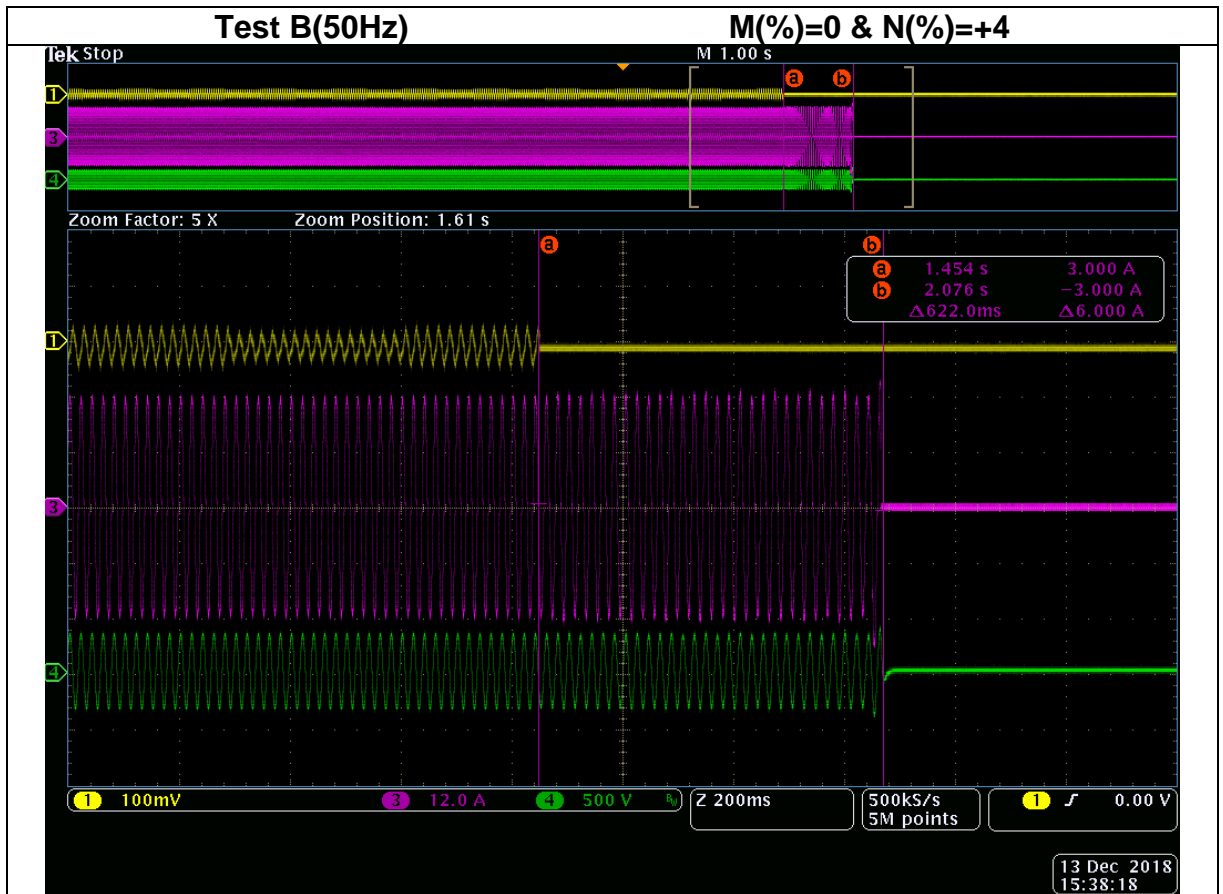 Test B(50Hz) M(%)=0 & N(%)=+4
Tek Stop M 1.00 s
a b
1
3
4
Zoom Factor: 5 X Zoom Position: 1.61 s
a b
a 1.454 s 3.000 A
b 2.076 s −3.000 A
Δ622.0ms Δ6.000 A
1
3
4
1 100mV 3 12.0 A 4 500 V BW Z 200ms 500kS/s 1 0.00 V
5M points
13 Dec 2018
15:38:18